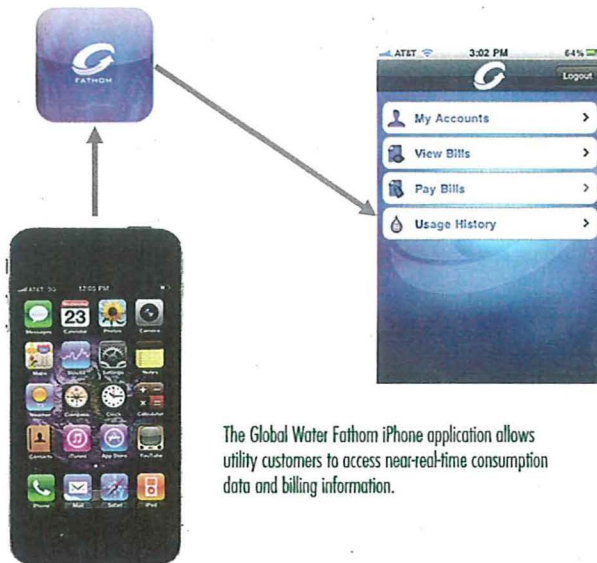 FATHOM
AT&T 3:02 PM 64%
Logout
My Accounts
View Bills
Pay Bills
Usage History
AT&T 3G 12:05 PM
23
Messages Calendar Photos Camera
Maps Stocks Settings Notes
Weather Compass Clock Calculator
Contacts iTunes App Store YouTube
Phone Mail Safari iPod
The Global Water Fathom iPhone application allows
utility customers to access near-real-time consumption
data and billing information.